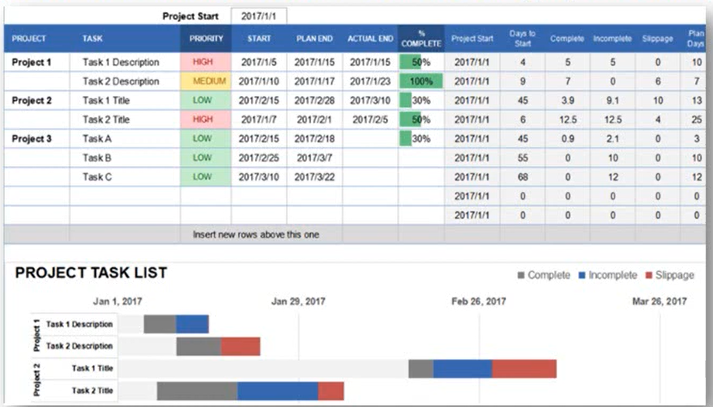 Project Start 2017/1/1
PROJECT TASK PRIORITY START PLAN END ACTUAL END % COMPLETE Project Start Days to Start Complete Incomplete Slippage Plan Days
Project 1 Task 1 Description HIGH 2017/1/5 2017/1/15 2017/1/15 50% 2017/1/1 4 5 5 0 10
Task 2 Description MEDIUM 2017/1/10 2017/1/17 2017/1/23 100% 2017/1/1 9 7 0 6 7
Project 2 Task 1 Title LOW 2017/2/15 2017/2/28 2017/3/10 30% 2017/1/1 45 3.9 9.1 10 13
Task 2 Title HIGH 2017/1/7 2017/2/1 2017/2/5 50% 2017/1/1 6 12.5 12.5 4 25
Project 3 Task A LOW 2017/2/15 2017/2/18 30% 2017/1/1 45 0.9 2.1 0 3
Task B LOW 2017/2/25 2017/3/7 2017/1/1 55 0 10 0 10
Task C LOW 2017/3/10 2017/3/22 2017/1/1 68 0 12 0 12
2017/1/1 0 0 0 0 0
2017/1/1 0 0 0 0 0
Insert new rows above this one
PROJECT TASK LIST Complete Incomplete Slippage
Jan 1, 2017 Jan 29, 2017 Feb 26, 2017 Mar 26, 2017
Project 1
Task 1 Description
Task 2 Description
Project 2
Task 1 Title
Task 2 Title